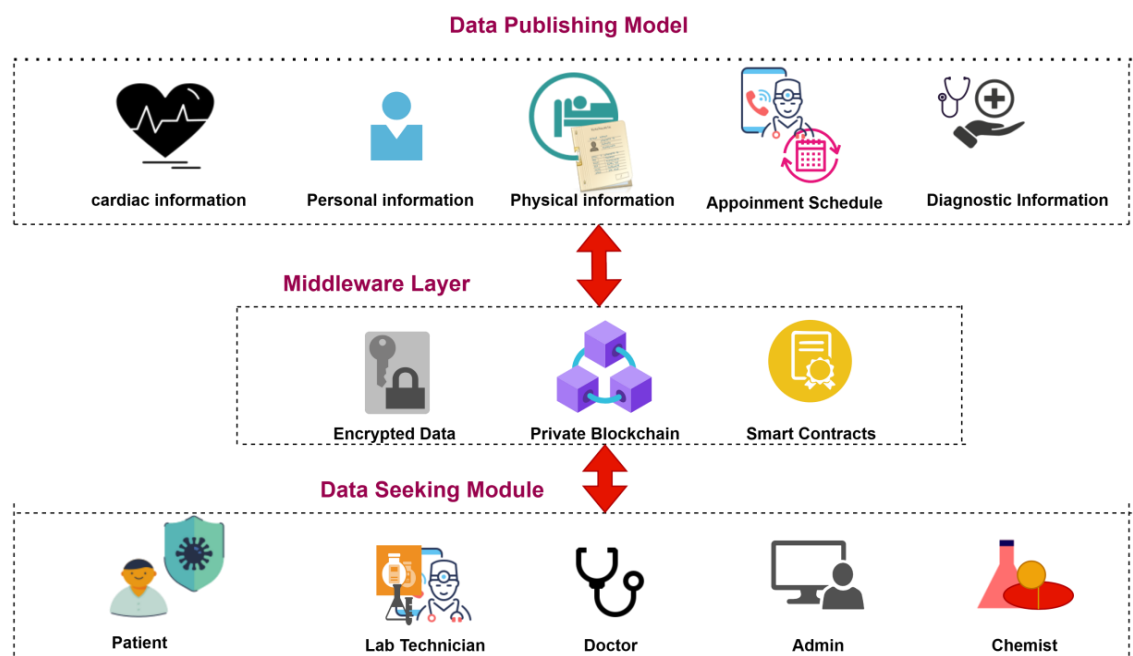 Data Publishing Model
cardiac information
Personal information
Physical information
Appoinment Schedule
Diagnostic Information
Middleware Layer
Encrypted Data
Private Blockchain
Smart Contracts
Data Seeking Module
Patient
Lab Technician
Doctor
Admin
Chemist